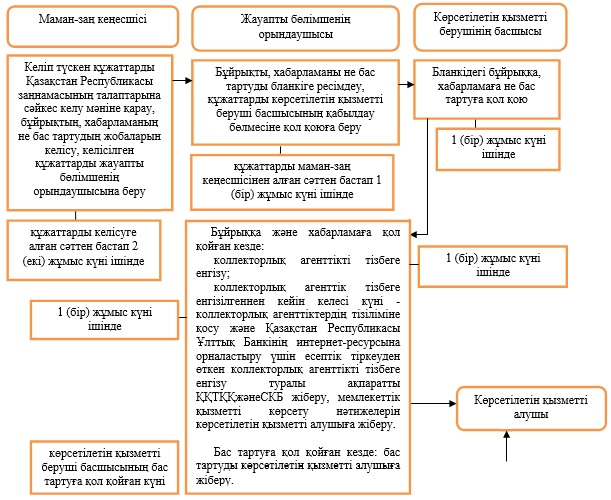 Маман-заң кеңесшісі
Жауапты бөлімшенің
орындаушысы
Көрсетілетін қызметті
берушінің басшысы
Келіп түскен құжаттарды
Қазақстан Республикасы
заңнамасының талаптарына
сәйкес келу мәніне қарау,
бұйрықтың, хабарламаның
не бас тартудың жобаларын
келісу, келісілген
құжаттарды жауапты
бөлімшенің
орындаушысына беру
Бұйрықты, хабарламаны не бас
тартуды бланкіге ресімдеу,
құжаттарды көрсетілетін қызметті
беруші басшысының қабылдау
бөлмесіне қол қоюға беру
Бланкідегі бұйрыққа,
хабарламаға не бас
тартуға қол қою
1 (бір) жұмыс күні
ішінде
құжаттарды маман-заң
кеңесшісінен алған сәттен бастап 1
(бір) жұмыс күні ішінде
құжаттарды келісуге
алған сәттен бастап 2
(екі) жұмыс күні ішінде
Бұйрыққа және хабарламаға қол
қойған кезде:
коллекторлық агенттікті тізбеге
енгізу;
коллекторлық агенттік тізбеге
енгізілгеннен кейін келесі күні -
коллекторлық агенттіктердің тізіліміне
қосу және Қазақстан Республикасы
Ұлттық Банкінің интернет-ресурсына
орналастыру үшін есептік тіркеуден
өткен коллекторлық агенттікті тізбеге
енгізу туралы ақпаратты
ҚҚТҚҚжәнеСКБ жіберу, мемлекеттік
қызметті көрсету нәтижелерін
көрсетілетін қызметті алушыға жіберу.
Бас тартуға қол қойған кезде: бас
тартуды көрсетілетін қызметті алушыға
жіберу.
1 (бір) жұмыс күні
ішінде
1 (бір) жұмыс күні
ішінде
Көрсетілетін қызметті
алушы
көрсетілетін қызметті
беруші басшысының бас
тартуға қол қойған күні